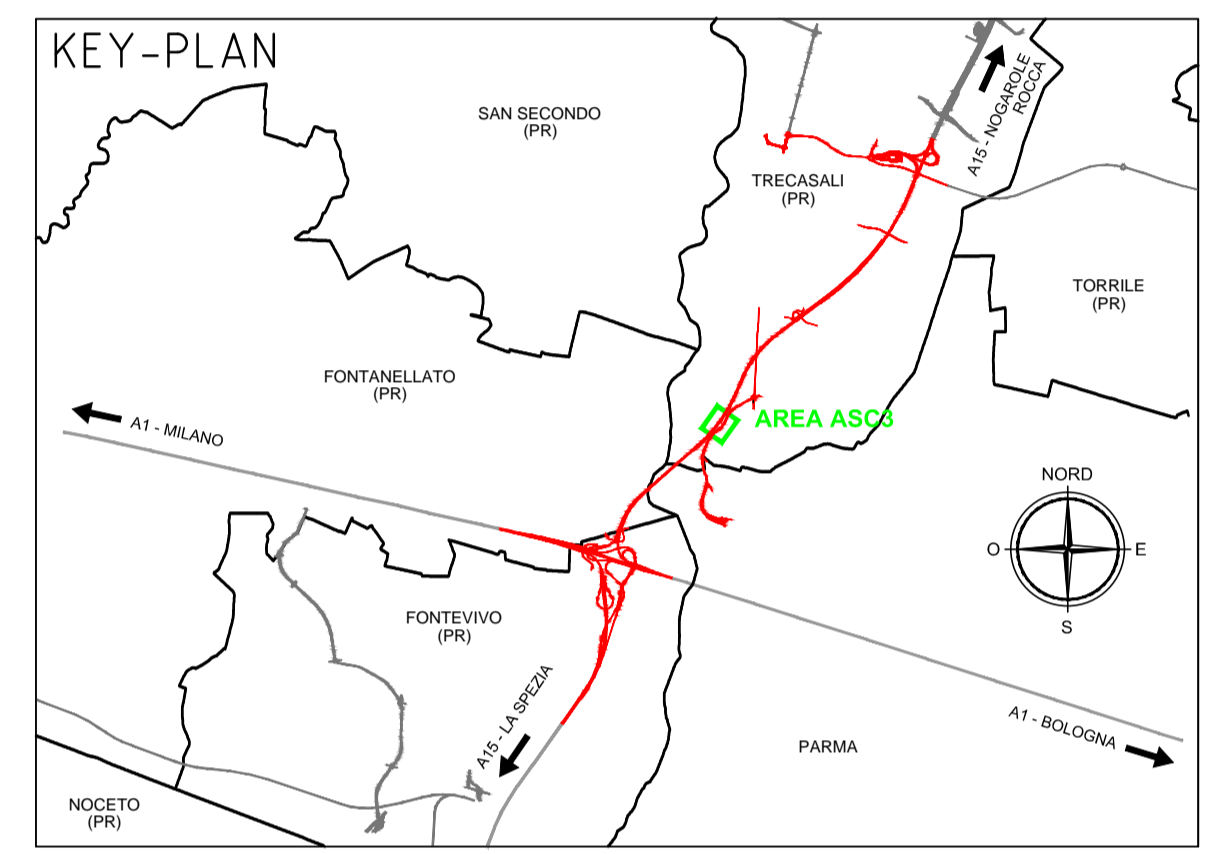 KEY-PLAN
SAN SECONDO
(PR)
A15 - NOGAROLE
ROCCA
TRECASALI
(PR)
TORRILE
(PR)
FONTANELLATO
(PR)
A1 - MILANO
AREA ASC3
NORD
O
E
S
FONTEVIVO
(PR)
A15 - LA SPEZIA
A1 - BOLOGNA
PARMA
NOCETO
(PR)